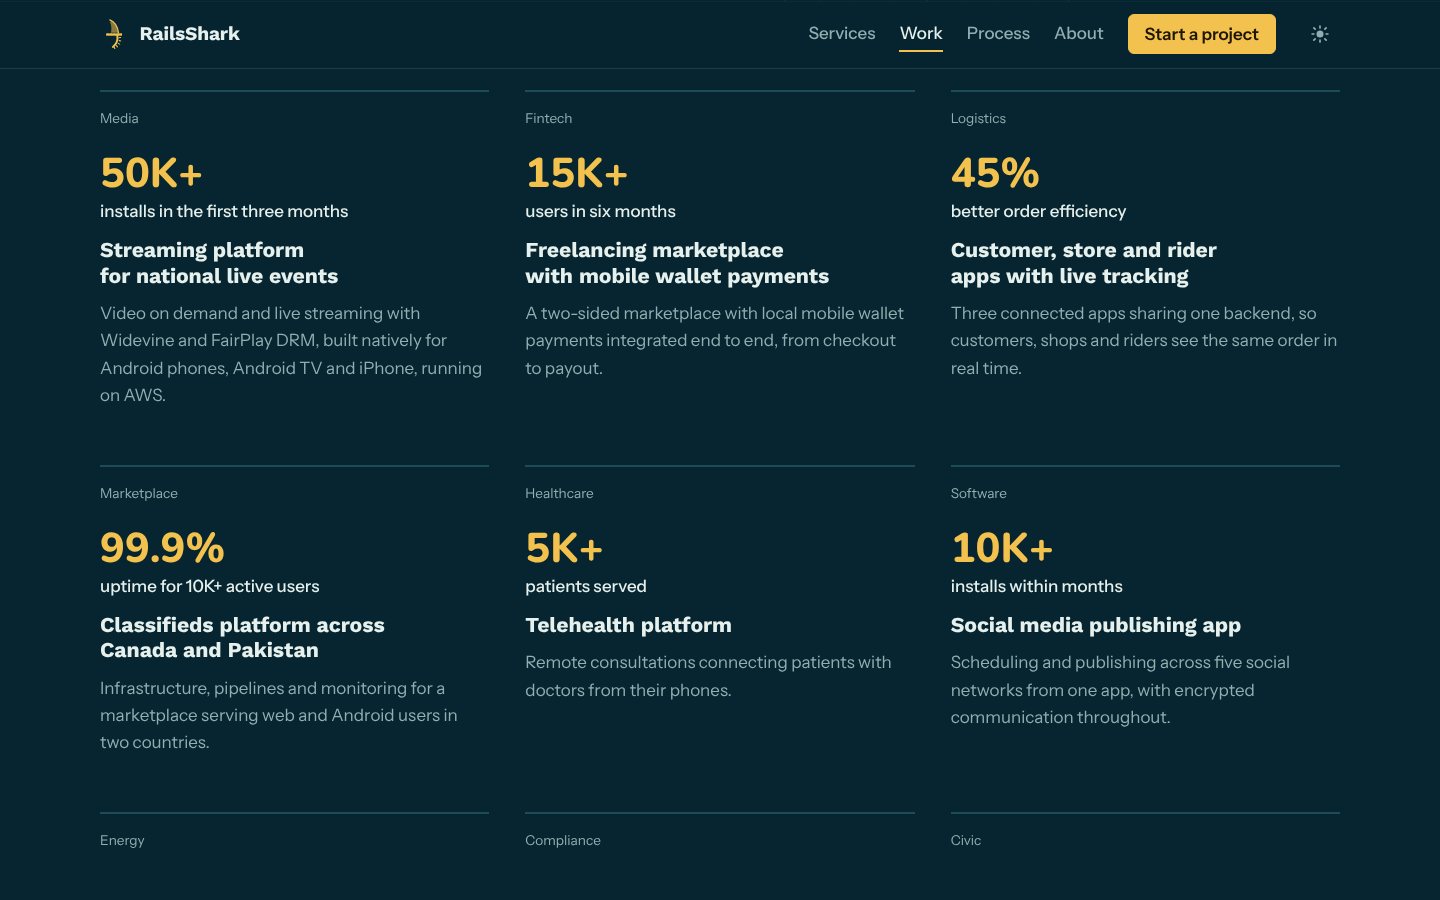 RailsShark
Services
Work
Process
About
Start a project
Media
50K+
installs in the first three months
Streaming platform
for national live events
Video on demand and live streaming with
Widevine and FairPlay DRM, built natively for
Android phones, Android TV and iPhone, running
on AWS.
Fintech
15K+
users in six months
Freelancing marketplace
with mobile wallet payments
A two-sided marketplace with local mobile wallet
payments integrated end to end, from checkout
to payout.
Logistics
45%
better order efficiency
Customer, store and rider
apps with live tracking
Three connected apps sharing one backend, so
customers, shops and riders see the same order in
real time.
Marketplace
99.9%
uptime for 10K+ active users
Classifieds platform across
Canada and Pakistan
Infrastructure, pipelines and monitoring for a
marketplace serving web and Android users in
two countries.
Healthcare
5K+
patients served
Telehealth platform
Remote consultations connecting patients with
doctors from their phones.
Software
10K+
installs within months
Social media publishing app
Scheduling and publishing across five social
networks from one app, with encrypted
communication throughout.
Energy
Compliance
Civic